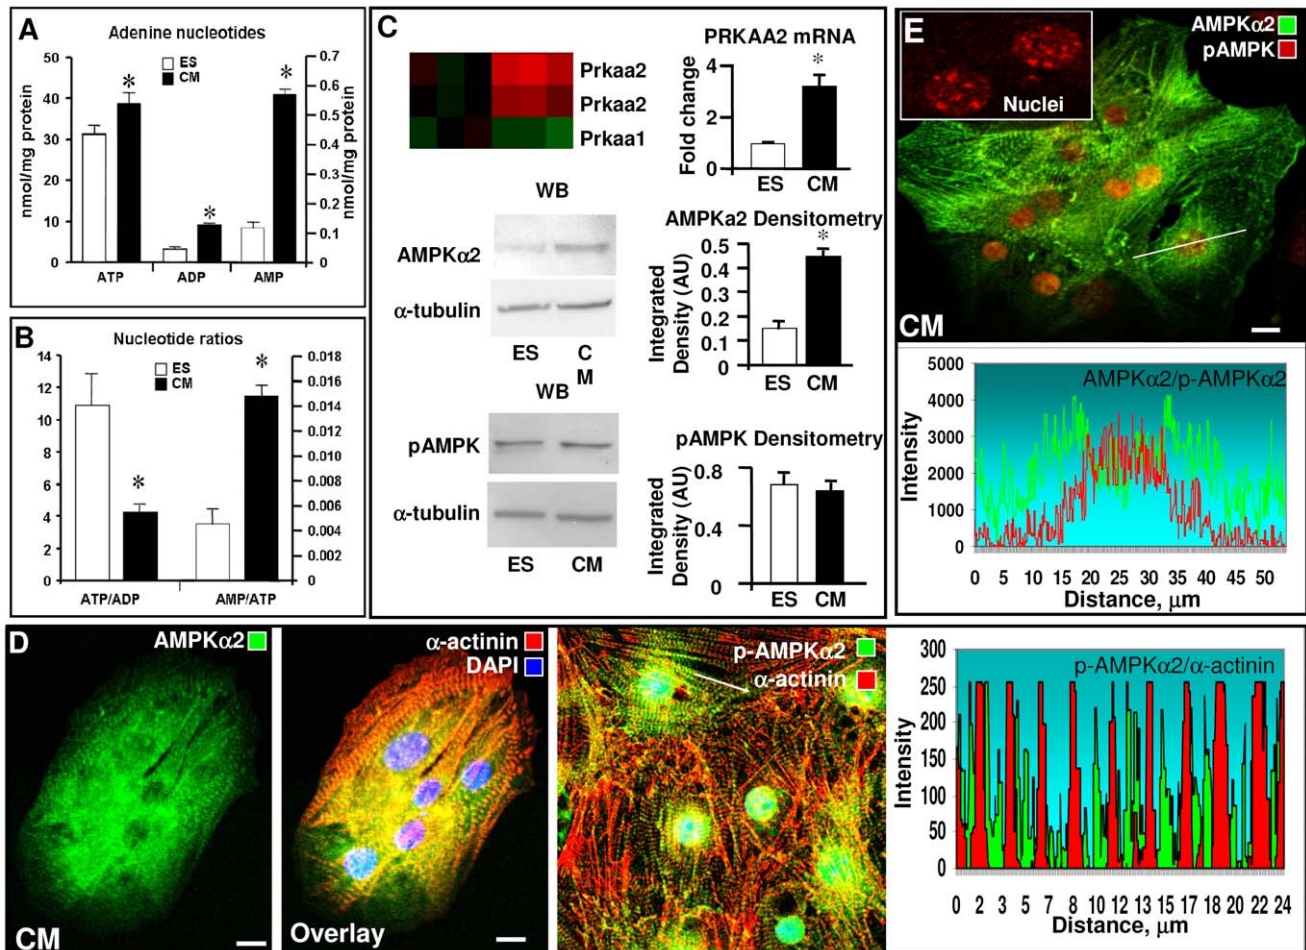 A
Adenine nucleotides
ES
CM
nmol/mg protein
50
40
30
20
10
0
*
*
*
0.7
0.6
0.5
0.4
0.3
0.2
0.1
0
nmol/mg protein
ATP
ADP
AMP
B
Nucleotide ratios
ES
CM
14
12
10
8
6
4
2
0
*
*
0.018
0.016
0.014
0.012
0.010
0.008
0.006
0.004
0.002
0.000
ATP/ADP
AMP/ATP
C
Prkaa2
Prkaa2
Prkaa1
WB
AMPKα2
α-tubulin
ES
C
M
WB
pAMPK
α-tubulin
ES
CM
PRKAA2 mRNA
Fold change
4
2
0
*
ES
CM
AMPKa2 Densitometry
Integrated
Density (AU)
0.5
0.4
0.3
0.2
0.1
0
*
ES
CM
pAMPK Densitometry
Integrated
Density (AU)
0.8
0.4
0
ES CM
E
AMPKα2
pAMPK
Nuclei
CM
AMPKα2/p-AMPKα2
Intensity
5000
4000
3000
2000
1000
0
0 5 10 15 20 25 30 35 40 45 50
Distance, μm
D
AMPKα2
CM
α-actinin
DAPI
Overlay
p-AMPKα2
α-actinin
p-AMPKα2/α-actinin
Intensity
300
250
200
150
100
50
0
0 2 3 5 7 8 10 12 13 15 17 18 20 22 24
Distance, μm